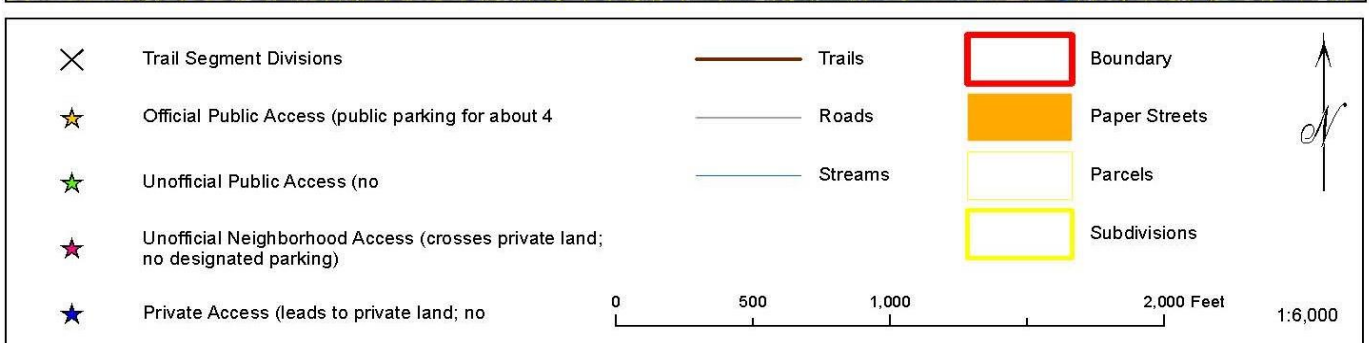 Trail Segment Divisions
Official Public Access (public parking for about 4
Unofficial Public Access (no
Unofficial Neighborhood Access (crosses private land;
no designated parking)
Private Access (leads to private land; no
Trails
Roads
Streams
Boundary
Paper Streets
Parcels
Subdivisions
N
0 500 1,000 2,000 Feet
1:6,000